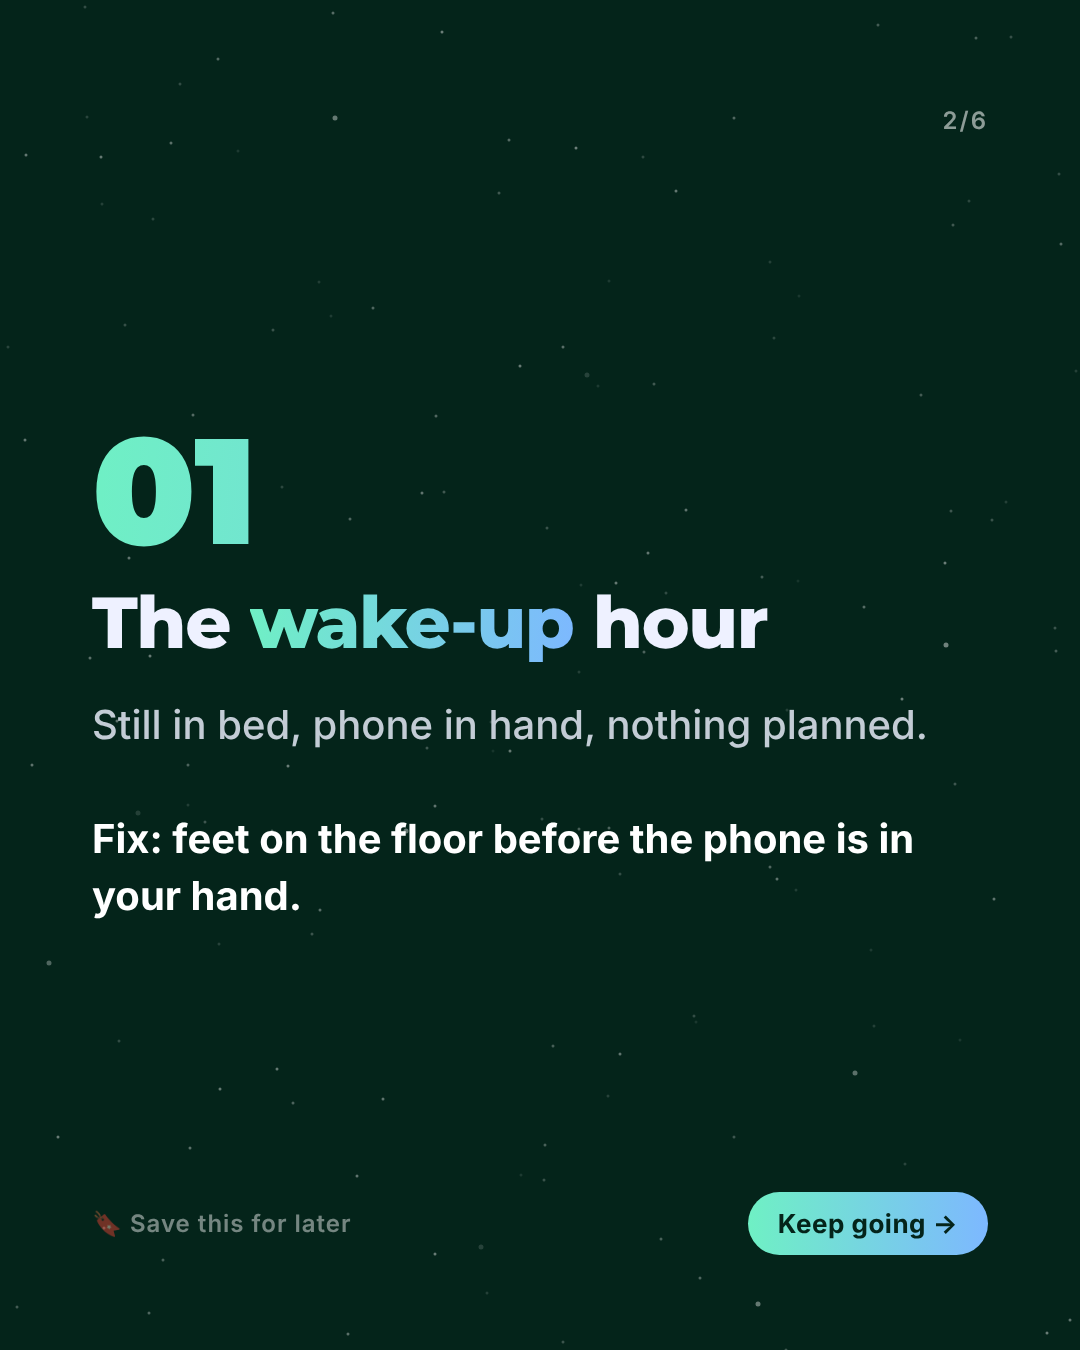 2/6
01
The wake-up hour
Still in bed, phone in hand, nothing planned.
Fix: feet on the floor before the phone is in
your hand.
🔖 Save this for later
Keep going →